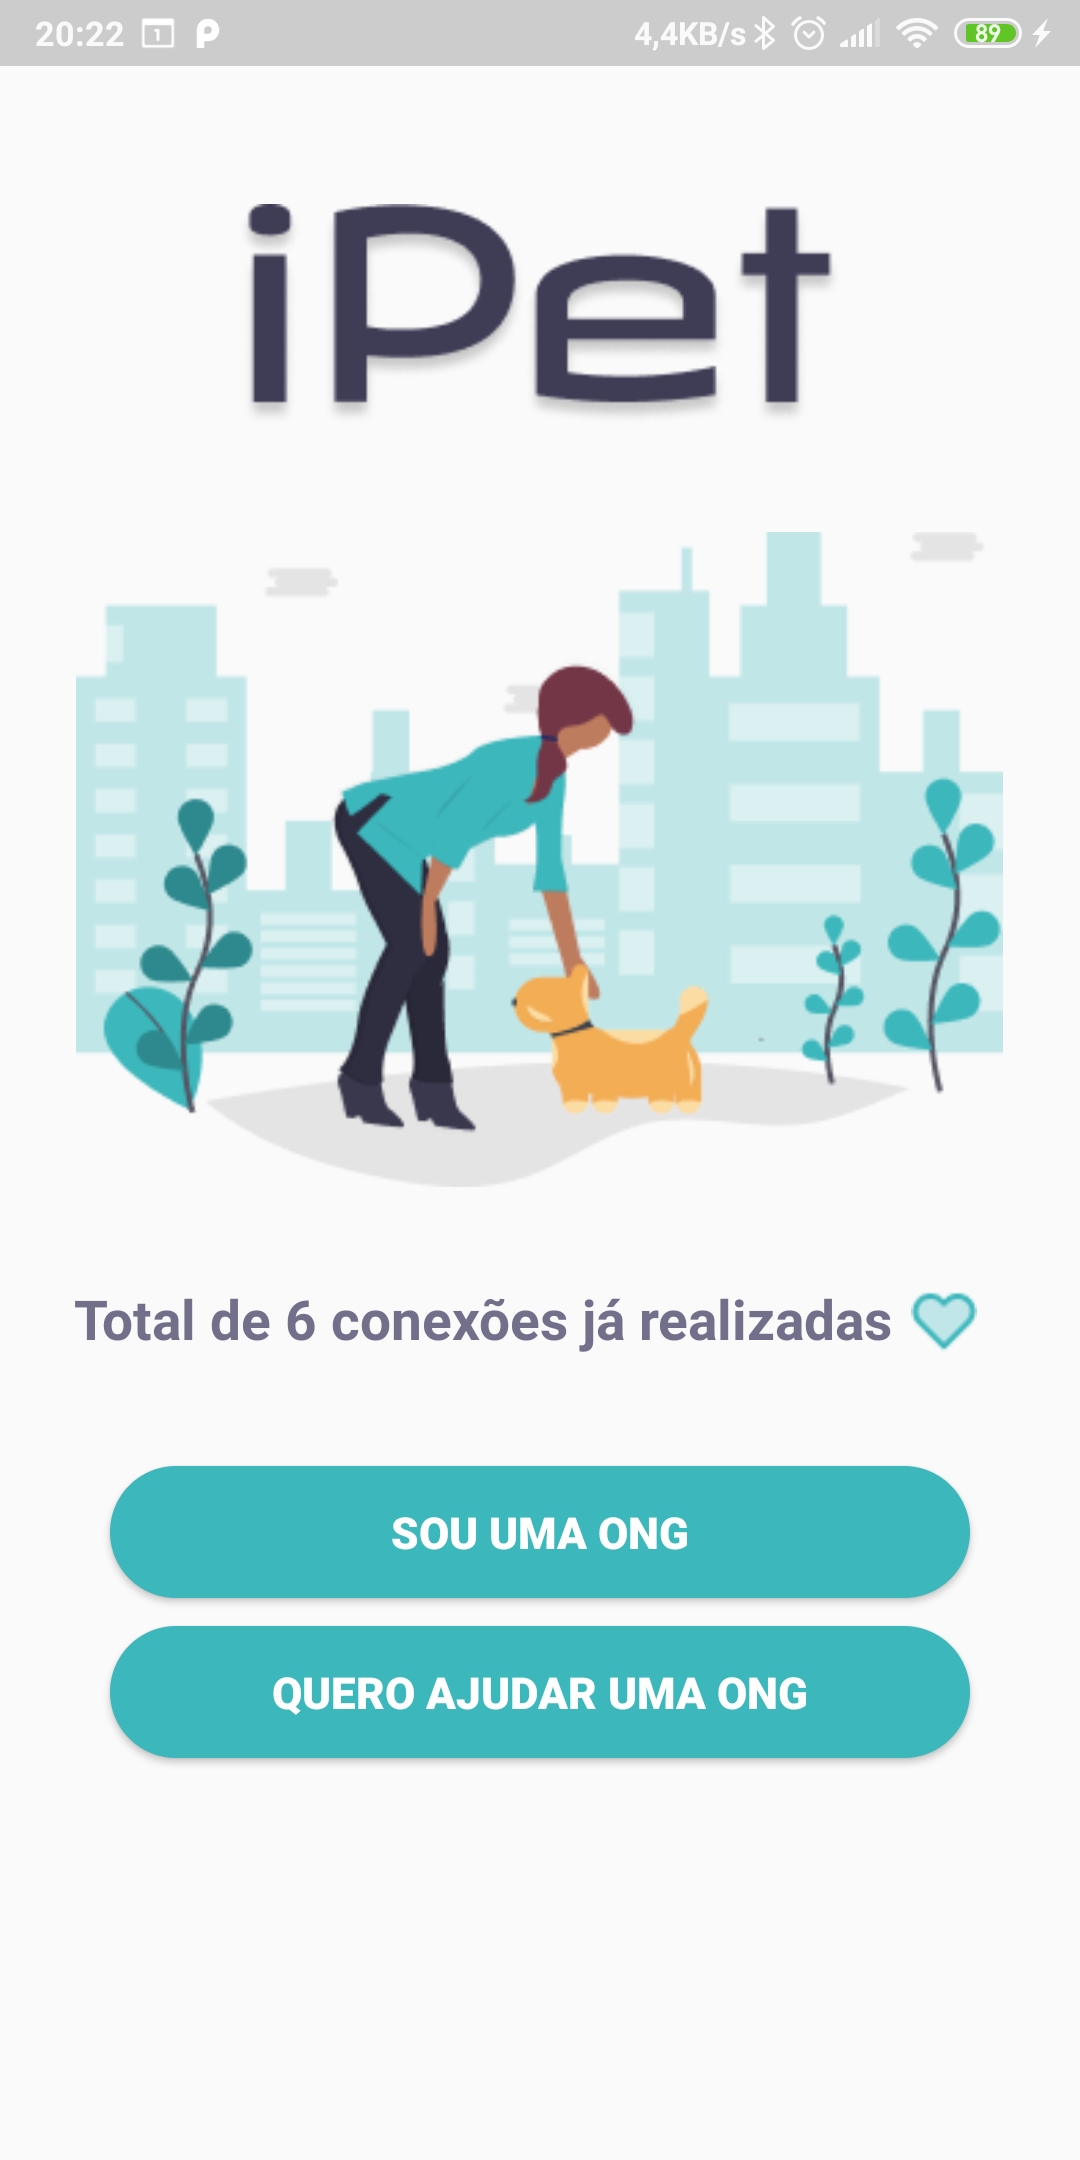 20:22 1 4,4KB/s 89
iPet
Total de 6 conexões já realizadas
SOU UMA ONG
QUERO AJUDAR UMA ONG